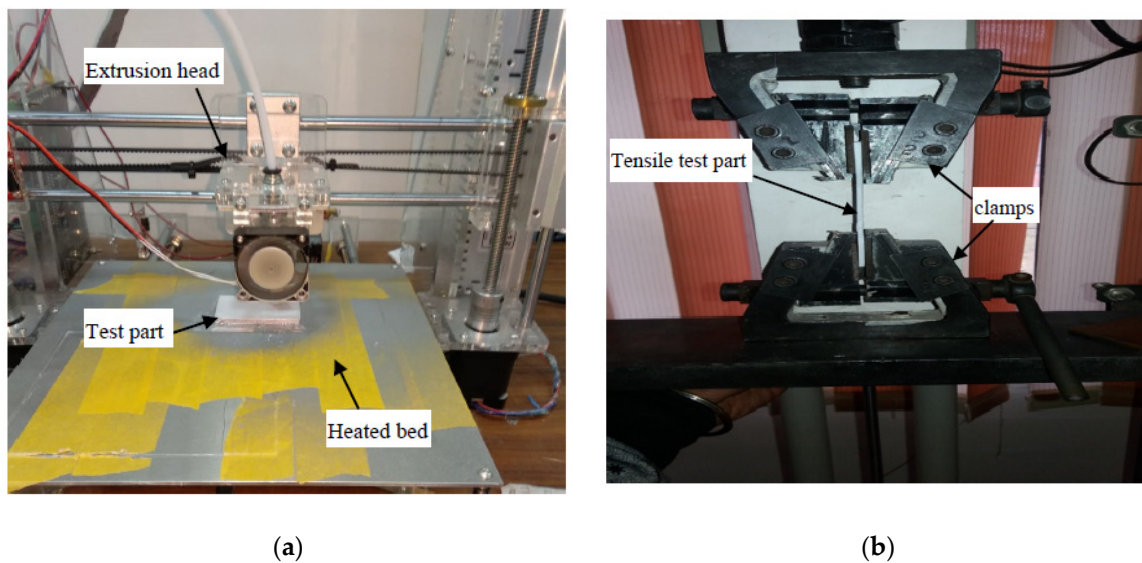 Extrusion head
Tensile test part
clamps
Test part
Heated bed
(a)
(b)